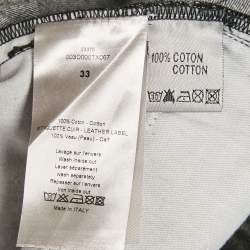 33
100% Coton - Cotton
ETIQUETTE CUIR - LEATHER LABEL
100% Veau (Peau) - Calf
Lavage sur l'envers
Wash inside out
Laver séparément
wash separately
Repasser sur l'envers
Iron inside out
Made in ITALY
100% COTON
COTTON